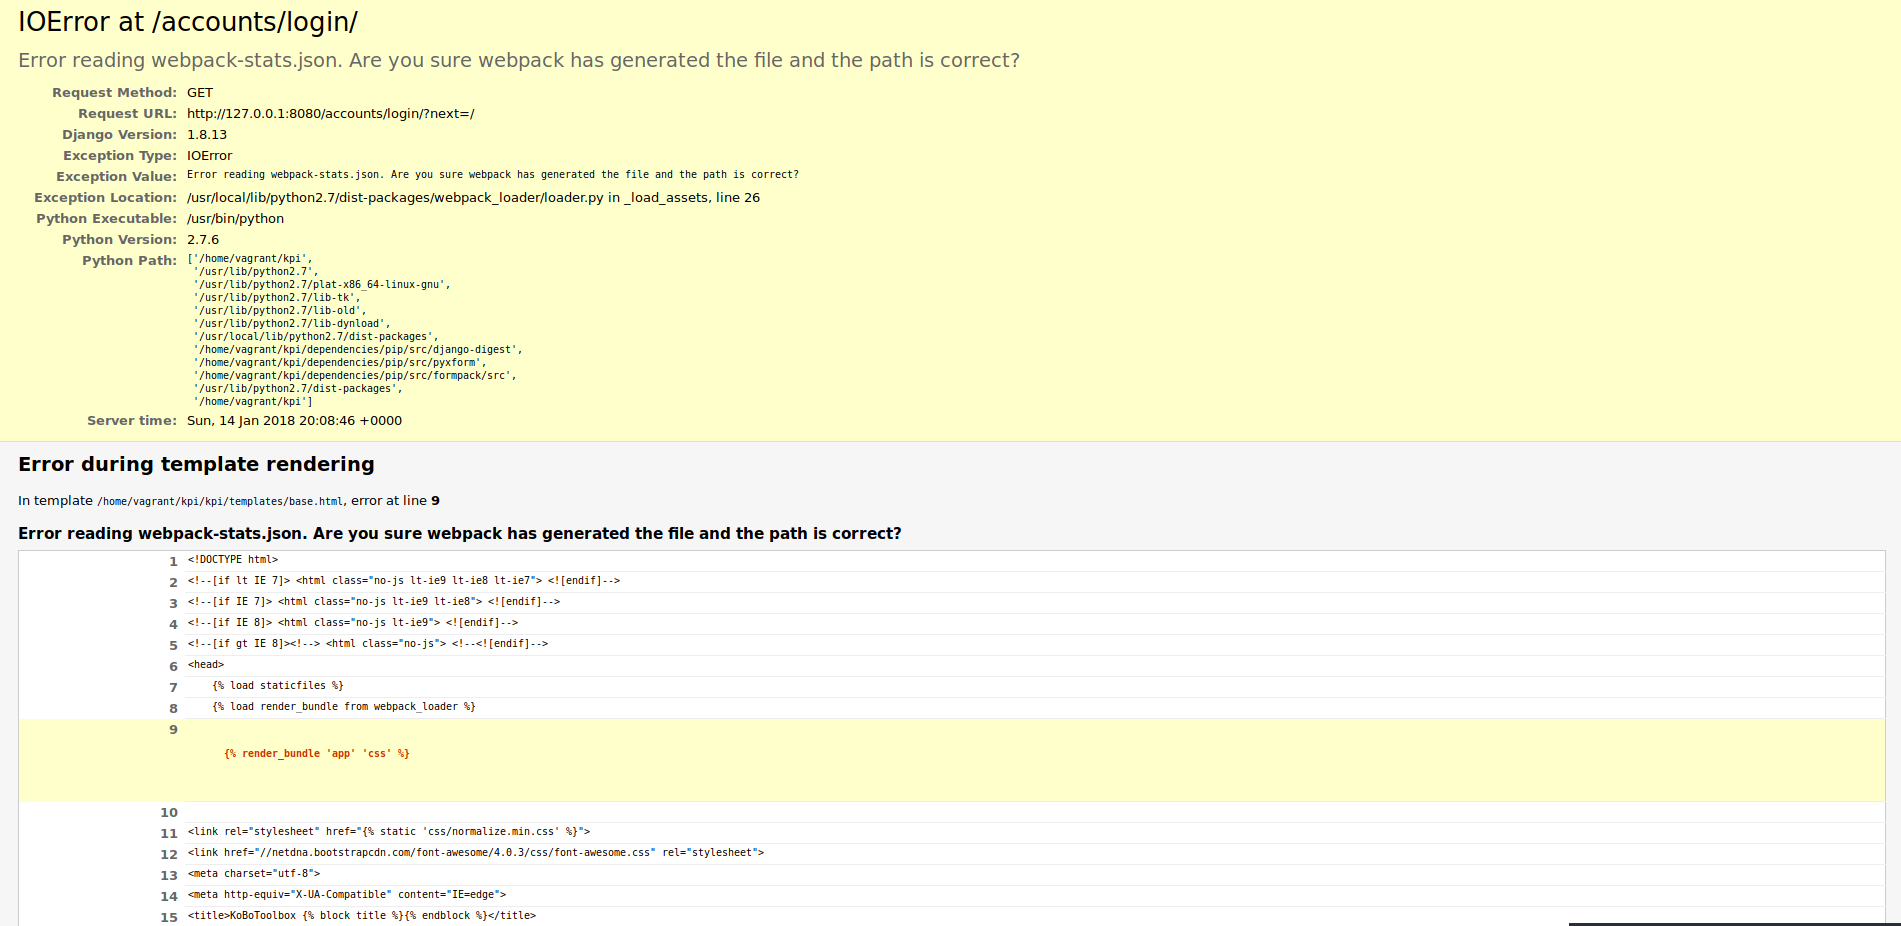 IOError at /accounts/login/
Error reading webpack-stats.json. Are you sure webpack has generated the file and the path is correct?
Request Method: GET
Request URL: http://127.0.0.1:8080/accounts/login/?next=/
Django Version: 1.8.13
Exception Type: IOError
Exception Value: Error reading webpack-stats.json. Are you sure webpack has generated the file and the path is correct?
Exception Location: /usr/local/lib/python2.7/dist-packages/webpack_loader/loader.py in _load_assets, line 26
Python Executable: /usr/bin/python
Python Version: 2.7.6
Python Path: ['/home/vagrant/kpi',
'/usr/lib/python2.7',
'/usr/lib/python2.7/plat-x86_64-linux-gnu',
'/usr/lib/python2.7/lib-tk',
'/usr/lib/python2.7/lib-old',
'/usr/lib/python2.7/lib-dynload',
'/usr/local/lib/python2.7/dist-packages',
'/home/vagrant/kpi/dependencies/pip/src/django-digest',
'/home/vagrant/kpi/dependencies/pip/src/pyxform',
'/home/vagrant/kpi/dependencies/pip/src/formpack/src',
'/usr/lib/python2.7/dist-packages',
'/home/vagrant/kpi']
Server time: Sun, 14 Jan 2018 20:08:46 +0000
Error during template rendering
In template /home/vagrant/kpi/kpi/templates/base.html, error at line 9
Error reading webpack-stats.json. Are you sure webpack has generated the file and the path is correct?
1 <!DOCTYPE html>
2 <!--[if lt IE 7]> <html class="no-js lt-ie9 lt-ie8 lt-ie7"> <![endif]-->
3 <!--[if IE 7]> <html class="no-js lt-ie9 lt-ie8"> <![endif]-->
4 <!--[if IE 8]> <html class="no-js lt-ie9"> <![endif]-->
5 <!--[if gt IE 8]><!--> <html class="no-js"> <!--<![endif]-->
6 <head>
7 {% load staticfiles %}
8 {% load render_bundle from webpack_loader %}
9 {% render_bundle 'app' 'css' %}
10
11 <link rel="stylesheet" href="{% static 'css/normalize.min.css' %}">
12 <link href="//netdna.bootstrapcdn.com/font-awesome/4.0.3/css/font-awesome.css" rel="stylesheet">
13 <meta charset="utf-8">
14 <meta http-equiv="X-UA-Compatible" content="IE=edge">
15 <title>KoBoToolbox {% block title %}{% endblock %}</title>